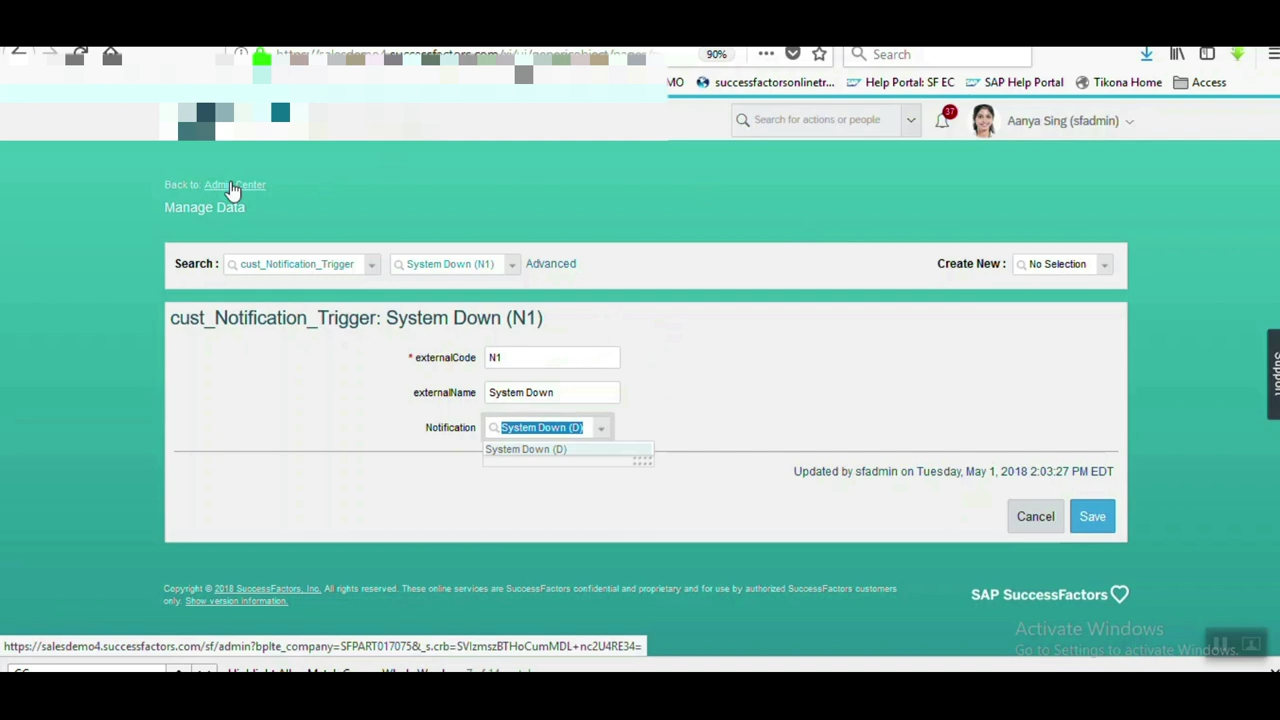 90%
Search
MO successfactorsonlinetr... Help Portal: SF EC SAP Help Portal Tikona Home Access
Search for actions or people 37 Aanya Sing (sfadmin)
Back to: Admin Center
Manage Data
Search : cust_Notification_Trigger System Down (N1) Advanced Create New : No Selection
cust_Notification_Trigger: System Down (N1)
* externalCode N1
externalName System Down
Notification System Down (D)
System Down (D)
Updated by sfadmin on Tuesday, May 1, 2018 2:03:27 PM EDT
Cancel Save
Support
Copyright © 2018 SuccessFactors, Inc. All rights reserved. These online services are SuccessFactors confidential and proprietary and for use by authorized SuccessFactors customers
only. Show version information.
SAP SuccessFactors
Activate Windows
Go to Settings to activate Windows.
https://salesdemo4.successfactors.com/sf/admin?bplte_company=SFPART017075&_s.crb=SVIzmszBTHoCumMDL+nc2U4RE34=